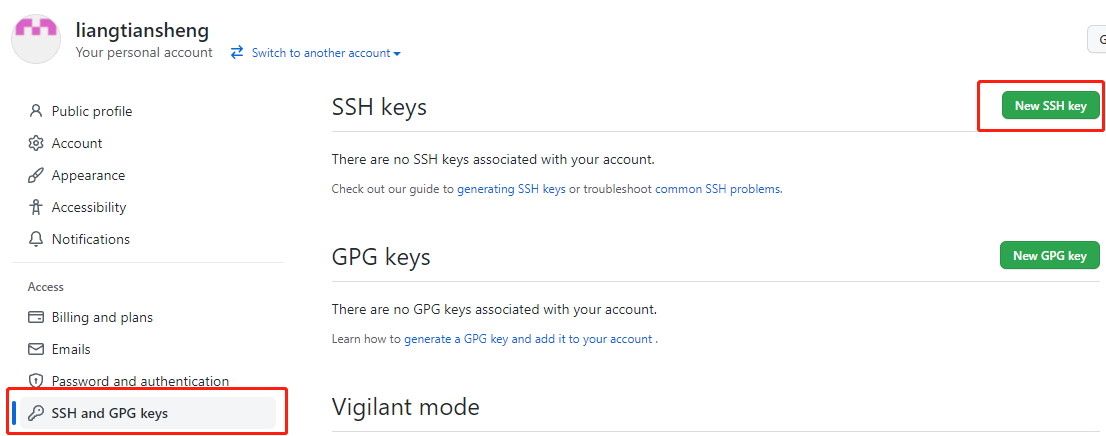 liangtiansheng
Your personal account
Switch to another account
G
Public profile
Account
Appearance
Accessibility
Notifications
Access
Billing and plans
Emails
Password and authentication
SSH and GPG keys
SSH keys
New SSH key
There are no SSH keys associated with your account.
Check out our guide to generating SSH keys or troubleshoot common SSH problems.
GPG keys
New GPG key
There are no GPG keys associated with your account.
Learn how to generate a GPG key and add it to your account .
Vigilant mode